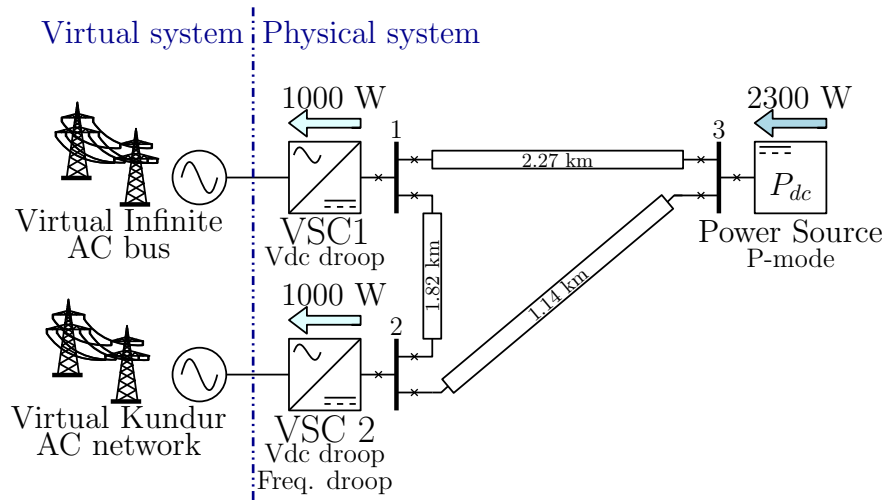 Virtual system
Physical system
1000 W
1
VSC1
Vdc droop
Virtual Infinite
AC bus
2.27 km
3
2300 W
P_dc
Power Source
P-mode
1.82 km
1.14 km
1000 W
2
VSC 2
Vdc droop
Freq. droop
Virtual Kundur
AC network